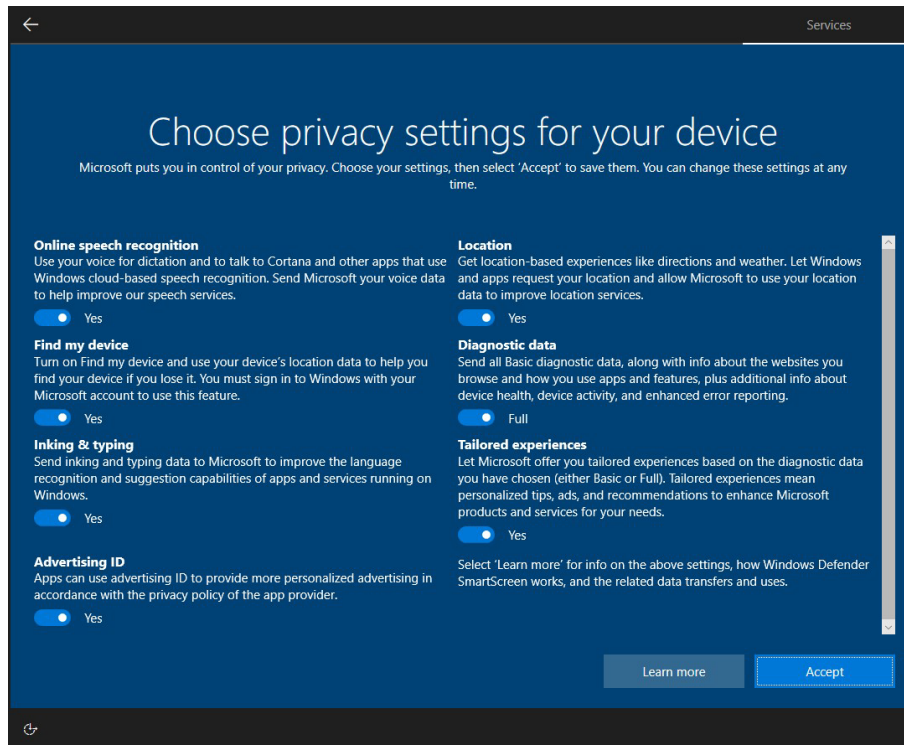 Services
Choose privacy settings for your device
Microsoft puts you in control of your privacy. Choose your settings, then select 'Accept' to save them. You can change these settings at any
time.
Online speech recognition
Use your voice for dictation and to talk to Cortana and other apps that use
Windows cloud-based speech recognition. Send Microsoft your voice data
to help improve our speech services.
Yes
Find my device
Turn on Find my device and use your device's location data to help you
find your device if you lose it. You must sign in to Windows with your
Microsoft account to use this feature.
Yes
Inking & typing
Send inking and typing data to Microsoft to improve the language
recognition and suggestion capabilities of apps and services running on
Windows.
Yes
Advertising ID
Apps can use advertising ID to provide more personalized advertising in
accordance with the privacy policy of the app provider.
Yes
Location
Get location-based experiences like directions and weather. Let Windows
and apps request your location and allow Microsoft to use your location
data to improve location services.
Yes
Diagnostic data
Send all Basic diagnostic data, along with info about the websites you
browse and how you use apps and features, plus additional info about
device health, device activity, and enhanced error reporting.
Full
Tailored experiences
Let Microsoft offer you tailored experiences based on the diagnostic data
you have chosen (either Basic or Full). Tailored experiences mean
personalized tips, ads, and recommendations to enhance Microsoft
products and services for your needs.
Yes
Select 'Learn more' for info on the above settings, how Windows Defender
SmartScreen works, and the related data transfers and uses.
Learn more
Accept